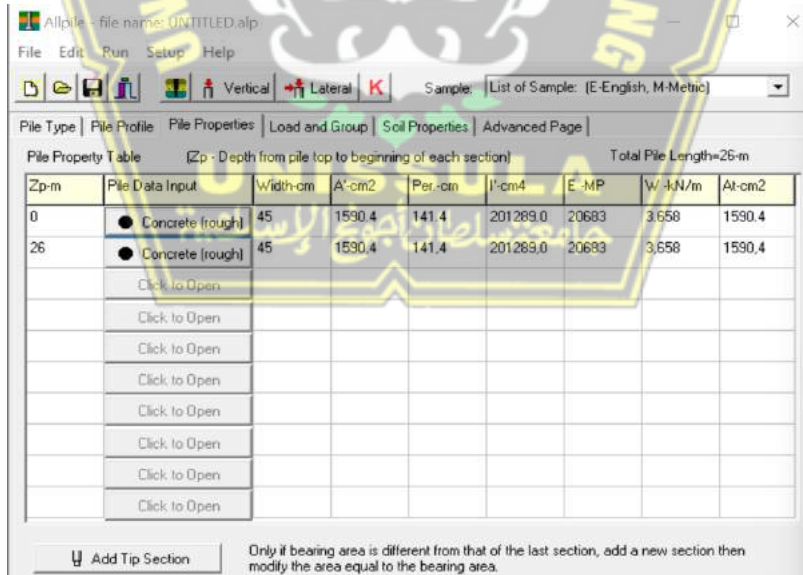 Allpile - file name: UNTITLED.alp
File Edit Run Setup Help
Vertical Lateral K Sample: List of Sample: (E-English, M-Metric)
Pile Type Pile Profile Pile Properties Load and Group Soil Properties Advanced Page
Pile Property Table (Zp - Depth from pile top to beginning of each section) Total Pile Length=26-m
Zp-m Pile Data Input Width-cm A'-cm2 Per.-cm I'-cm4 E -MP W -kN/m At-cm2
0 Concrete (rough) 45 1590.4 141.4 201289.0 20683 3.658 1590.4
26 Concrete (rough) 45 1590.4 141.4 201289.0 20683 3.658 1590.4
Click to Open
Click to Open
Click to Open
Click to Open
Click to Open
Click to Open
Click to Open
Click to Open
Add Tip Section Only if bearing area is different from that of the last section, add a new section then
modify the area equal to the bearing area.
UNISSULA
جامعة سلطان أجونج الإسلامية